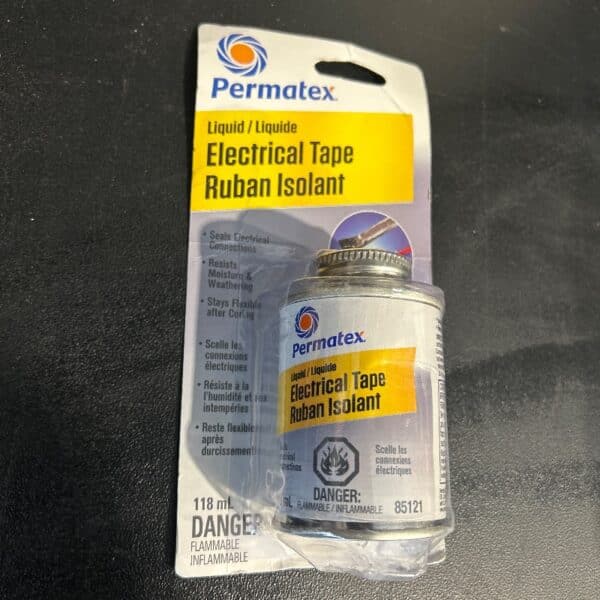 Permatex
Liquid / Liquide
Electrical Tape
Ruban Isolant
• Seals Electrical
Connections
• Resists
Moisture &
Weathering
• Stays Flexible
after Curing
• Scelle les
connexions
électriques
• Résiste à la
l'humidité et aux
intempéries
• Reste flexible
après
durcissement
118 mL
DANGER
FLAMMABLE
INFLAMMABLE
Permatex
Liquid / Liquide
Electrical Tape
Ruban Isolant
Scelle les
connexions
électriques
DANGER:
FLAMMABLE / INFLAMMABLE
85121